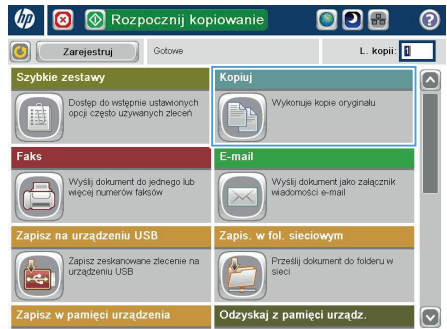 hp Rozpocznij kopiowanie ?
Zarejestruj Gotowe L. kopii: 1
Szybkie zestawy
Dostęp do wstępnie ustawionych
opcji często używanych zleceń
Kopiuj
Wykonuje kopie oryginału
Faks
Wyślij dokument do jednego lub
więcej numerów faksów
E-mail
Wyślij dokument jako załącznik
wiadomości e-mail
Zapisz na urządzeniu USB
Zapisz zeskanowane zlecenie na
urządzeniu USB
Zapis. w fol. sieciowym
Prześlij dokument do folderu w
sieci
Zapisz w pamięci urządzenia
Odzyskaj z pamięci urządz.